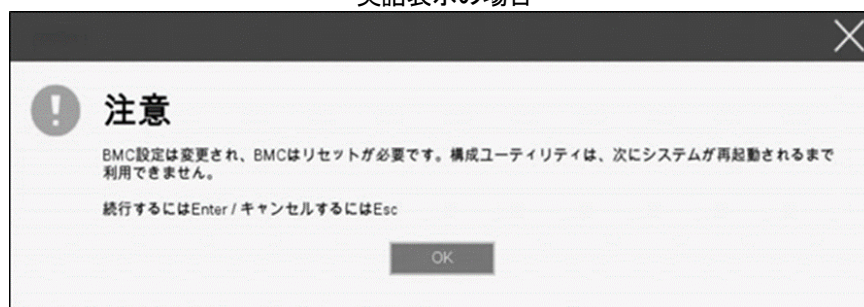 注意
BMC設定は変更され、BMCはリセットが必要です。構成ユーティリティは、次にシステムが再起動されるまで
利用できません。
続行するにはEnter / キャンセルするにはEsc
OK